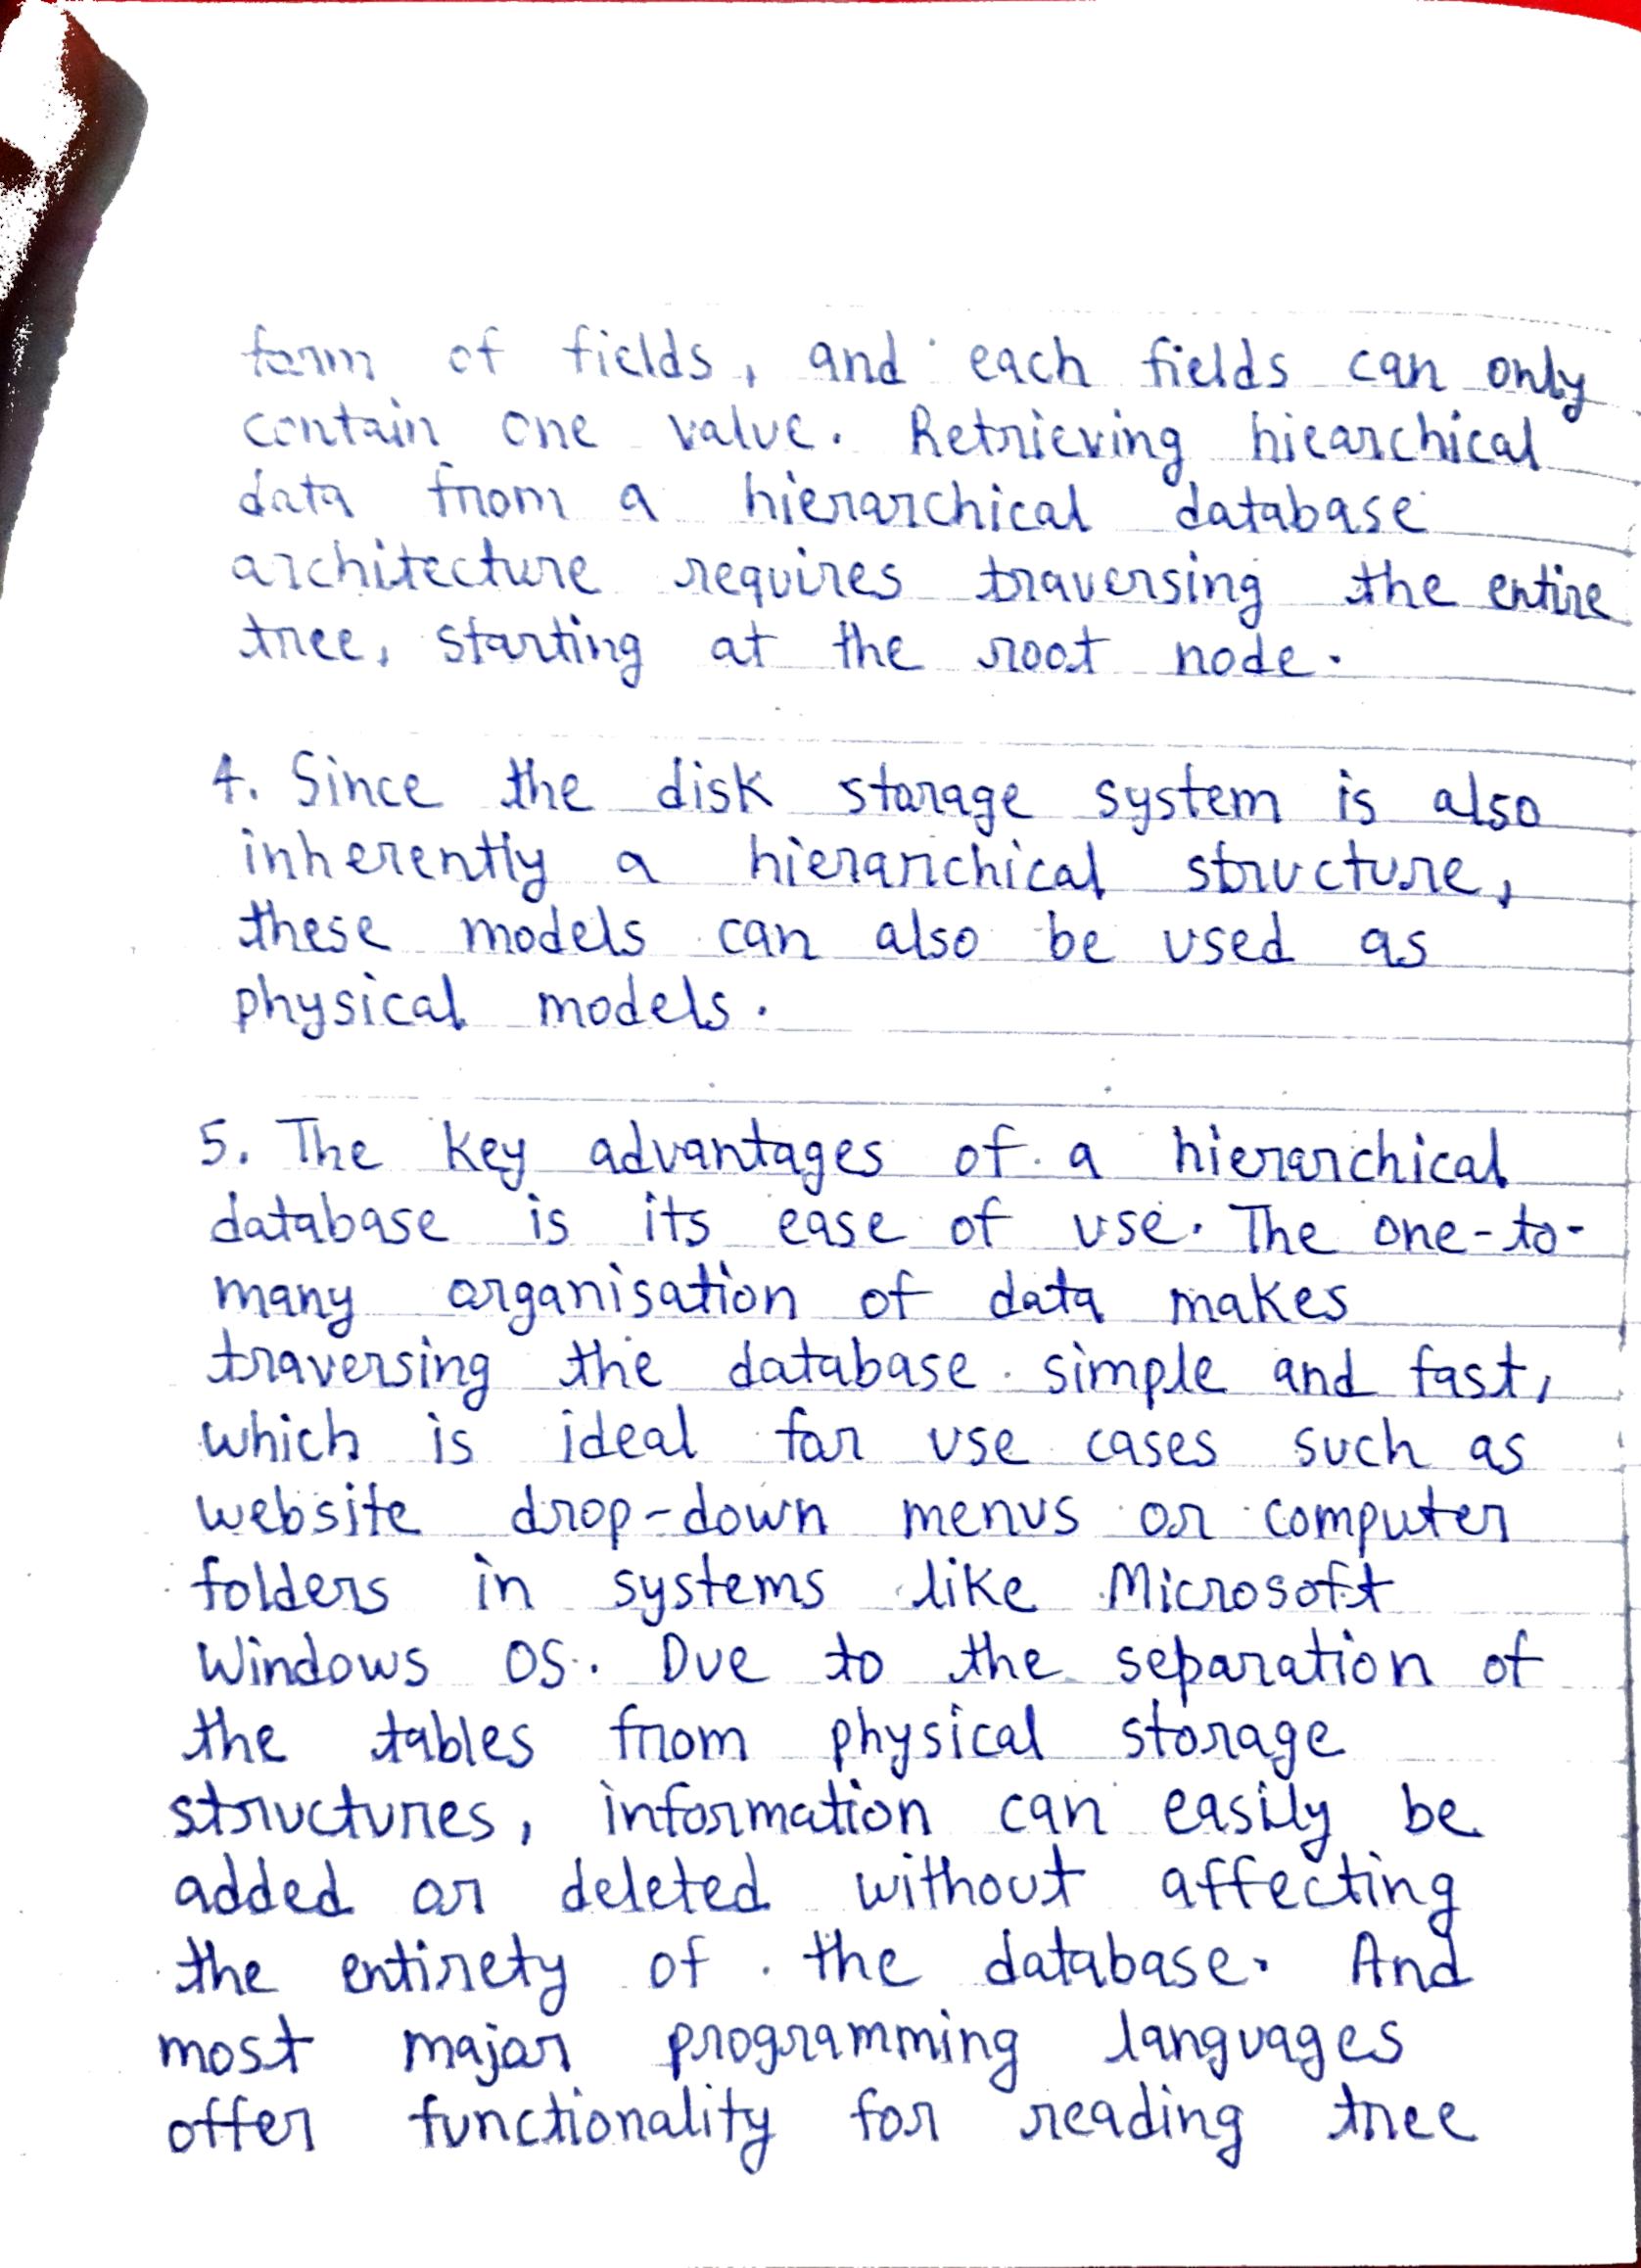 form of fields, and each fields can only
contain one value. Retrieving hiearchical
data from a hierarchical database
architecture requires traversing the entire
tree, starting at the root node.
4. Since the disk storage system is also
inherently a hierarchical structure,
these models can also be used as
physical models.
5. The key advantages of a hierarchical
database is its ease of use. The one-to-
many organisation of data makes
traversing the database simple and fast,
which is ideal for use cases such as
website drop-down menus or computer
folders in systems like Microsoft
Windows OS. Due to the separation of
the tables from physical storage
structures, information can easily be
added or deleted without affecting
the entirety of the database. And
most major programming languages
offer functionality for reading tree